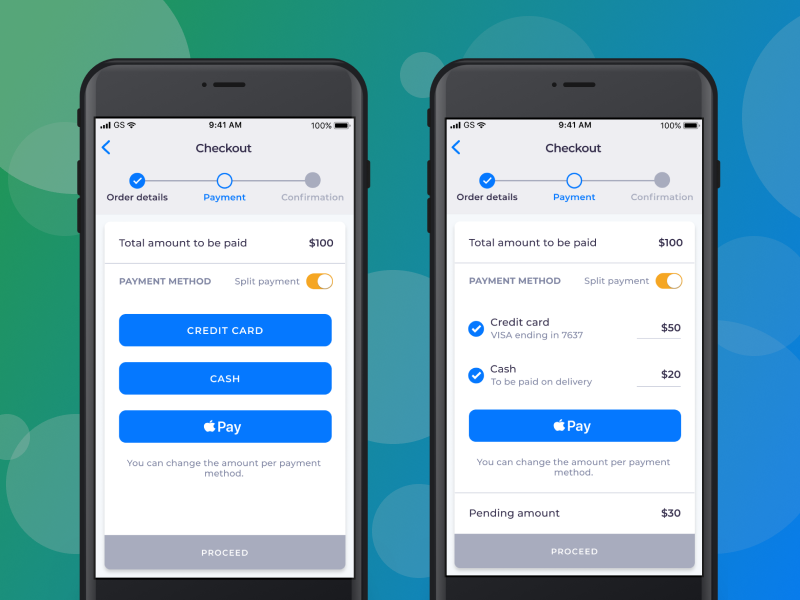 GS 9:41 AM 100%
Checkout
Order details Payment Confirmation
Total amount to be paid $100
PAYMENT METHOD Split payment
CREDIT CARD
CASH
Pay
You can change the amount per payment
method.
PROCEED
GS 9:41 AM 100%
Checkout
Order details Payment Confirmation
Total amount to be paid $100
PAYMENT METHOD Split payment
Credit card
VISA ending in 7637
$50
Cash
To be paid on delivery
$20
Pay
You can change the amount per payment
method.
Pending amount $30
PROCEED